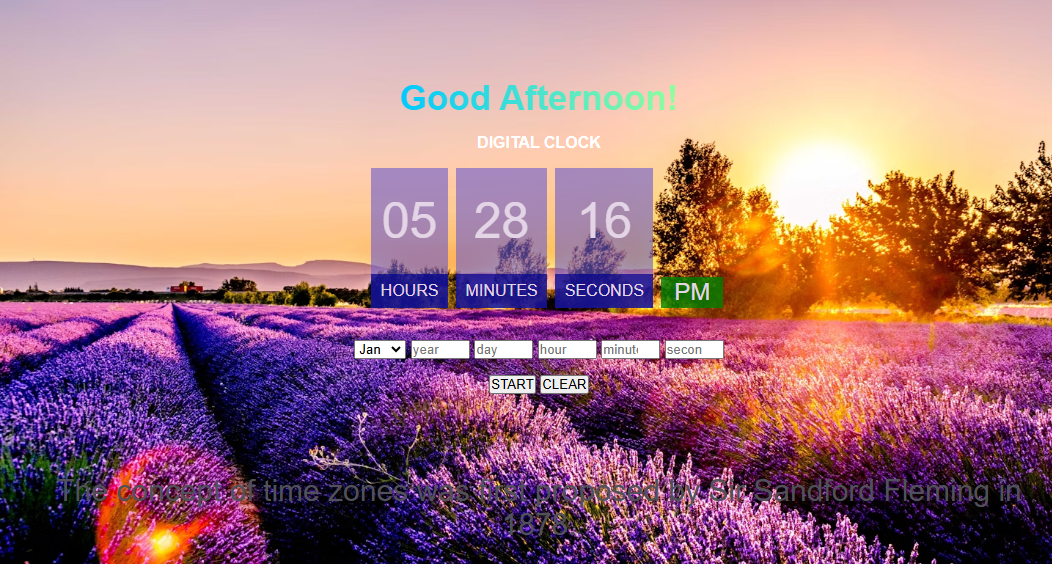 Good Afternoon!
DIGITAL CLOCK
05 28 16
HOURS MINUTES SECONDS PM
Jan year day hour minute secon
START CLEAR
The concept of time zones was first proposed by Sir Sandford Fleming in
1878.